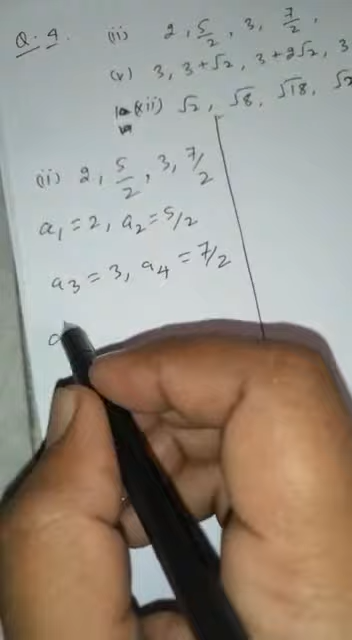 Q.4. (ii) 2, 5/2, 3, 7/2,
(v) 3, 3+√2, 3+2√2, 3
(xii) √2, √8, √18, √
(ii) 2, 5/2, 3, 7/2
a₁ = 2, a₂ = 5/2
a₃ = 3, a₄ = 7/2
a